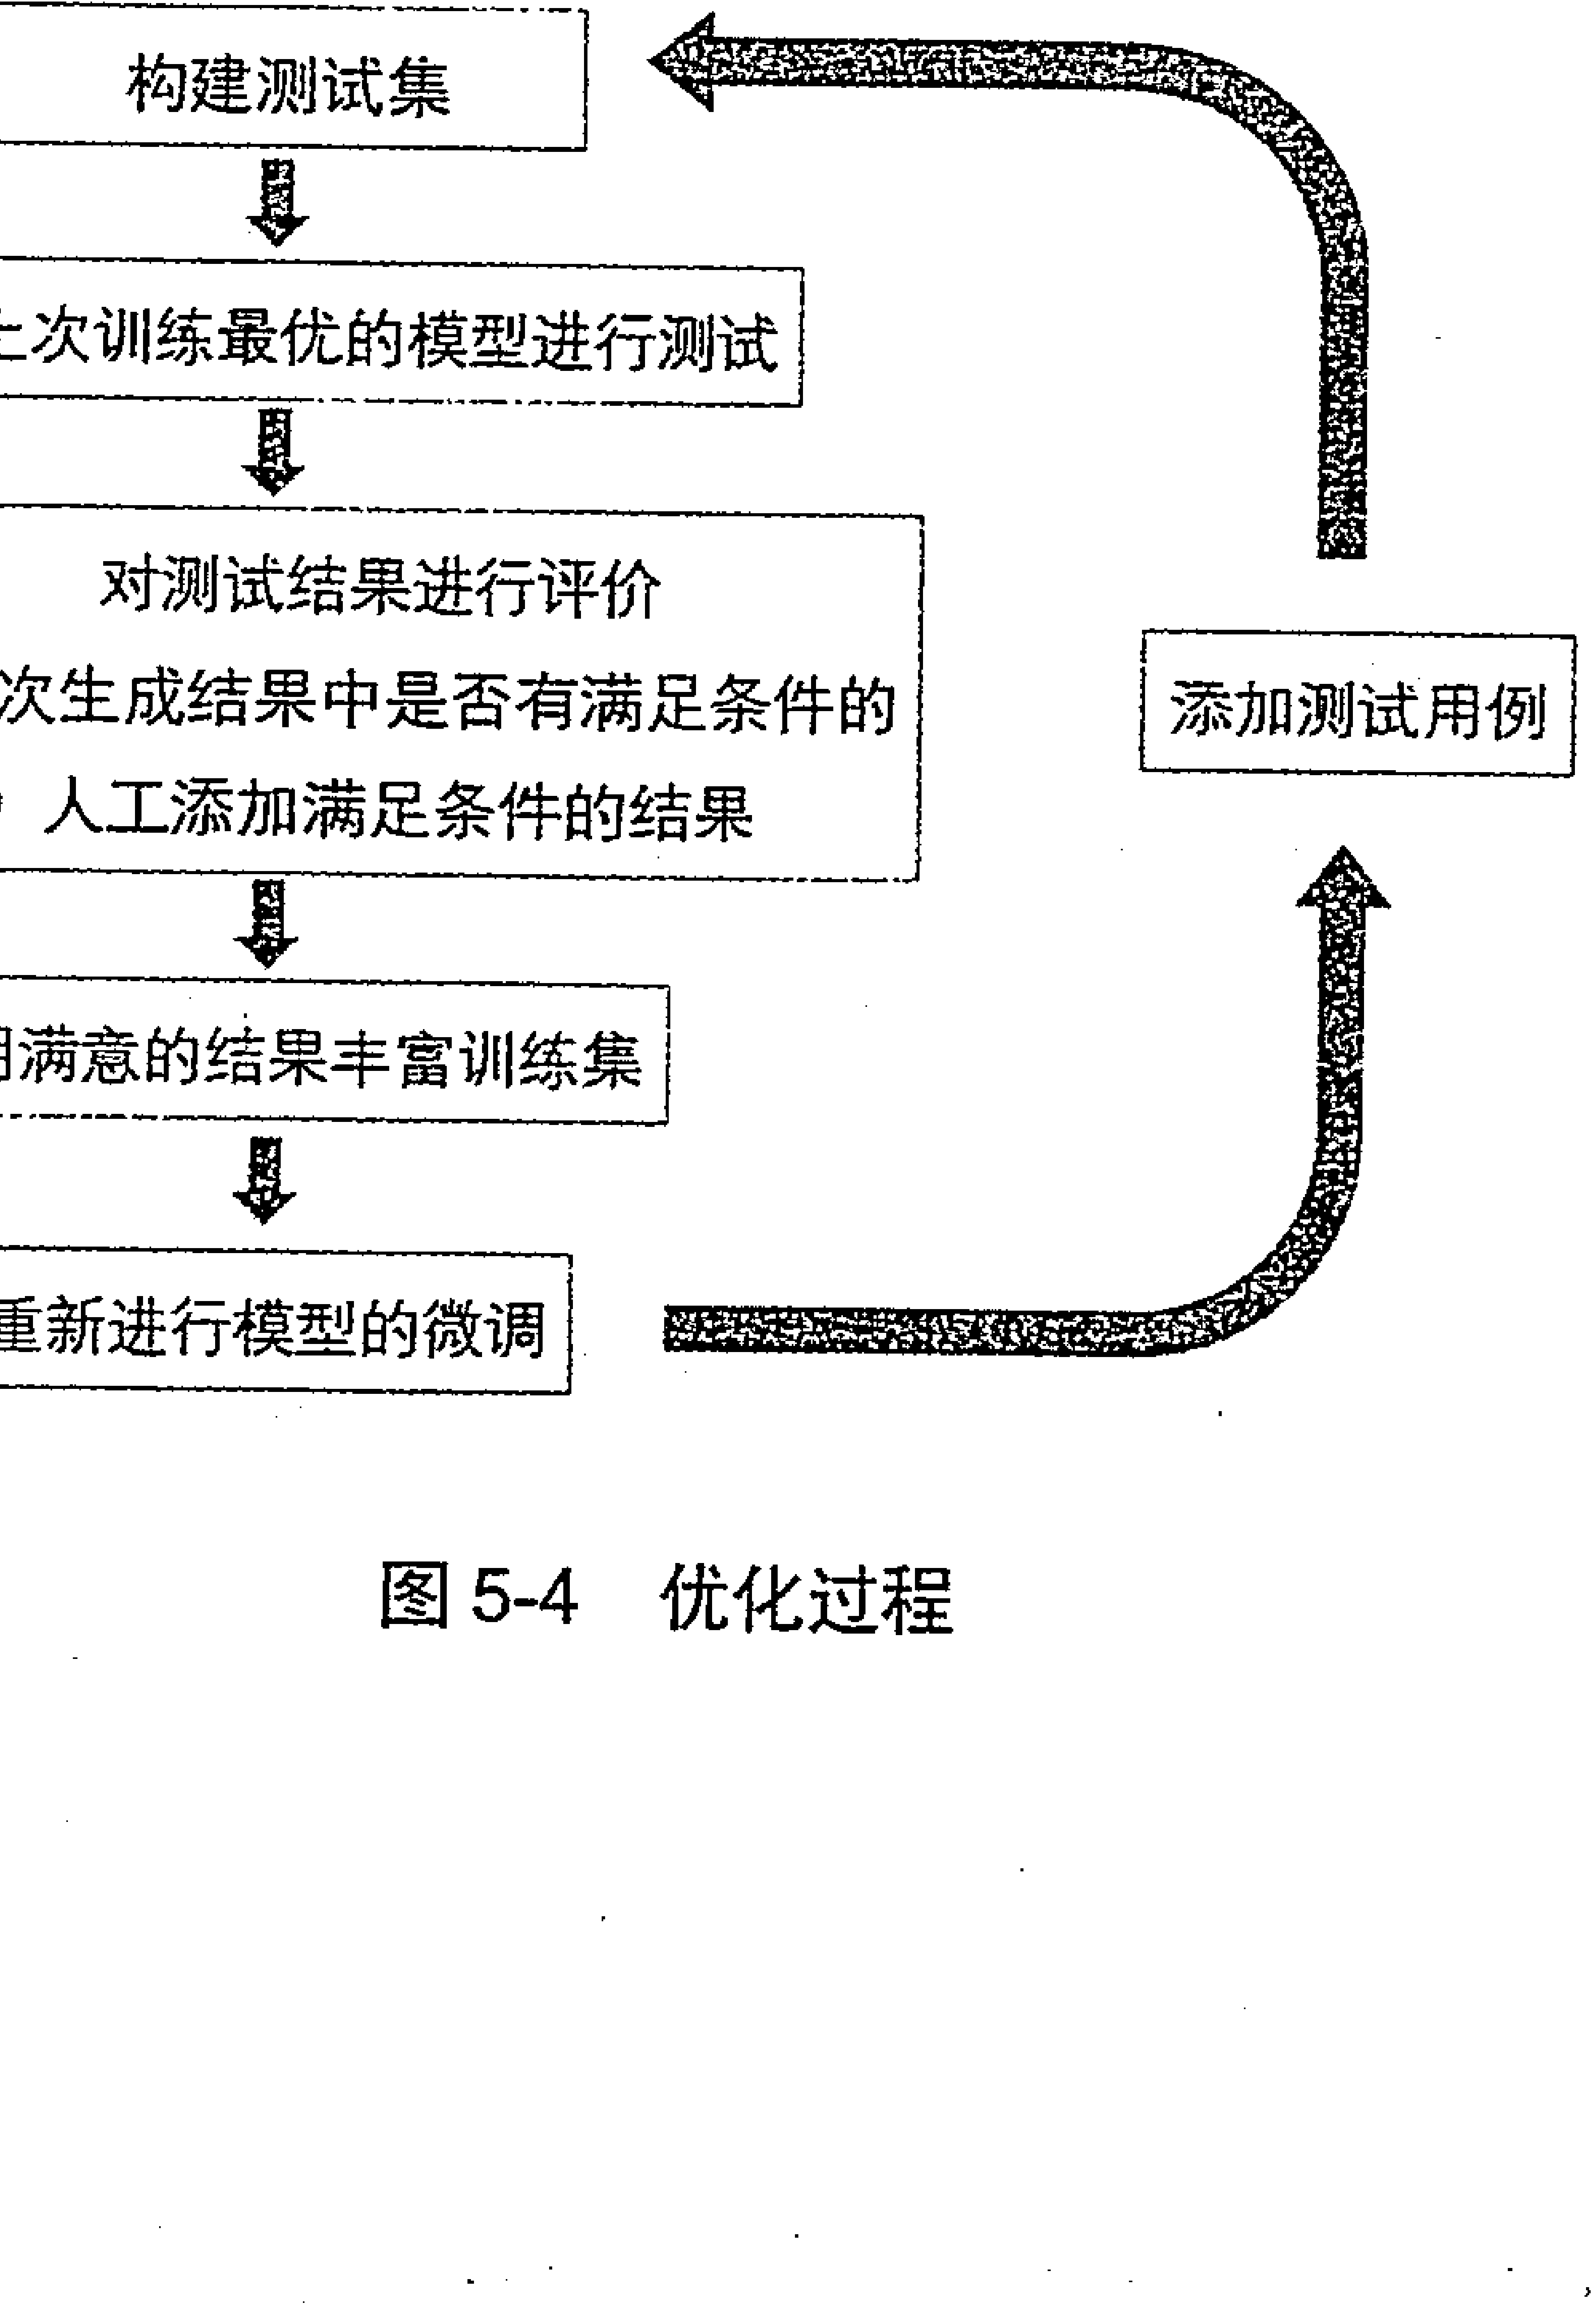 构建测试集
上次训练最优的模型进行测试
对测试结果进行评价
次生成结果中是否有满足条件的
人工添加满足条件的结果
添加测试用例
用满意的结果丰富训练集
重新进行模型的微调
图 5-4 优化过程